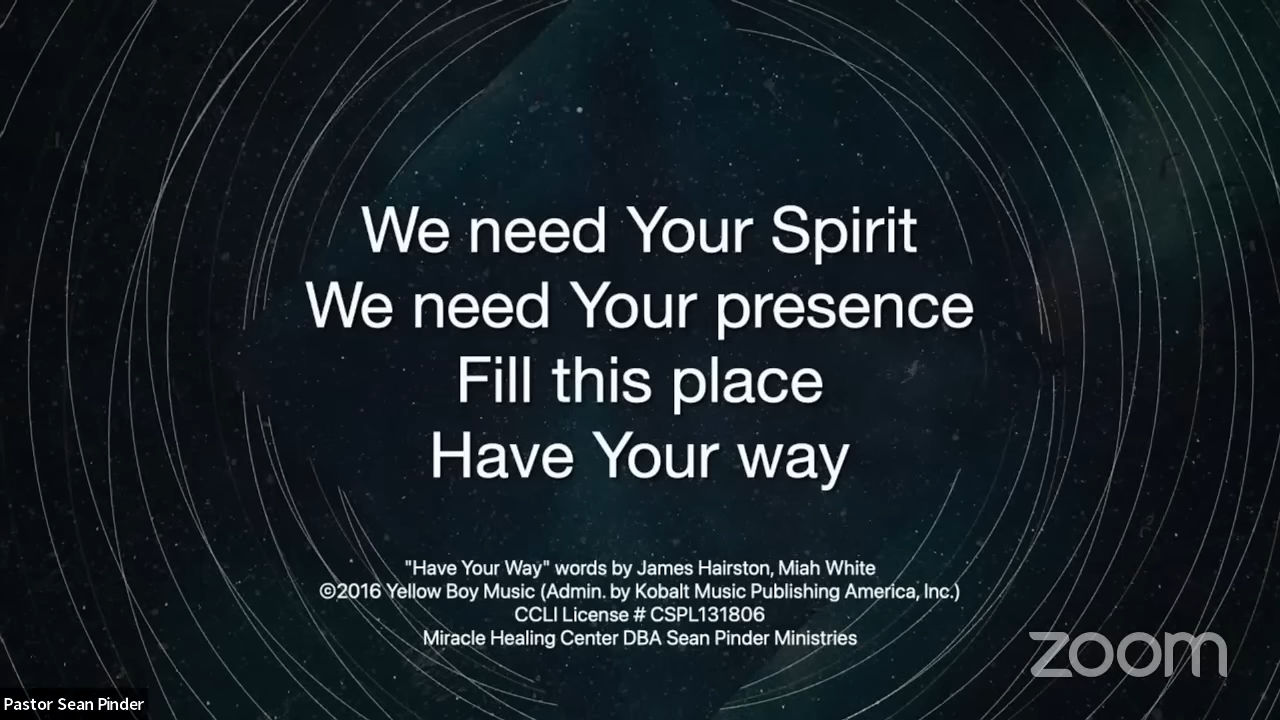 We need Your Spirit
We need Your presence
Fill this place
Have Your way
"Have Your Way" words by James Hairston, Miah White
©2016 Yellow Boy Music (Admin. by Kobalt Music Publishing America, Inc.)
CCLI License # CSPL131806
Miracle Healing Center DBA Sean Pinder Ministries
zoom
Pastor Sean Pinder